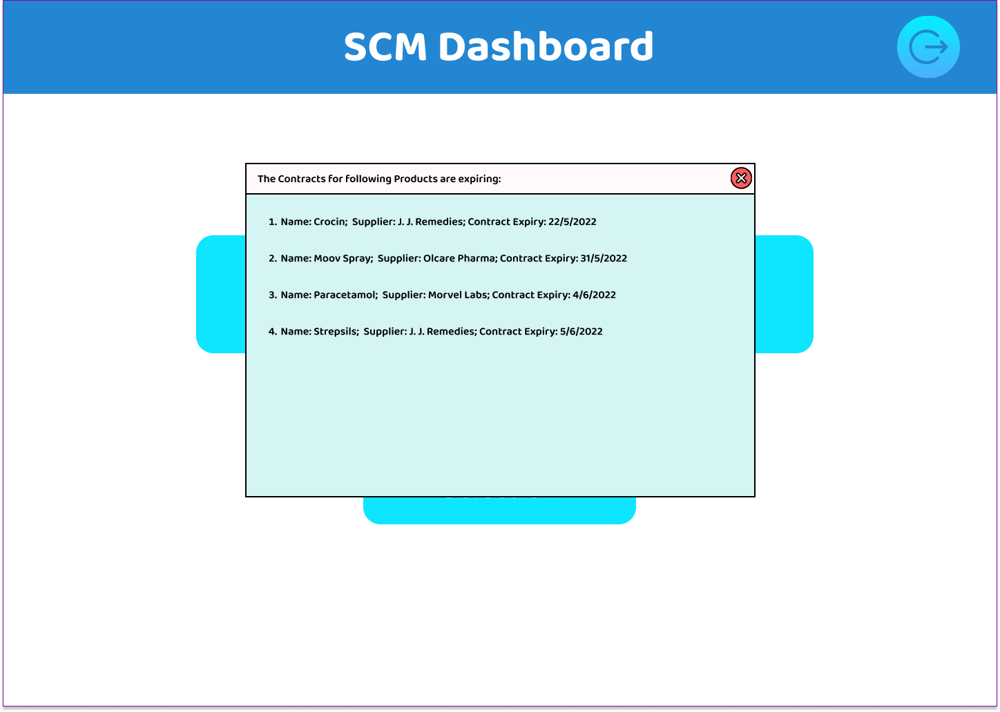 SCM Dashboard
The Contracts for following Products are expiring:
1. Name: Crocin; Supplier: J. J. Remedies; Contract Expiry: 22/5/2022
2. Name: Moov Spray; Supplier: Olcare Pharma; Contract Expiry: 31/5/2022
3. Name: Paracetamol; Supplier: Morvel Labs; Contract Expiry: 4/6/2022
4. Name: Strepsils; Supplier: J. J. Remedies; Contract Expiry: 5/6/2022